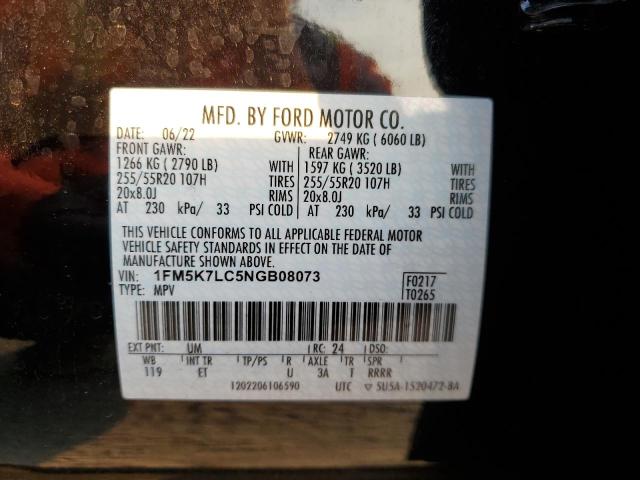 MFD. BY FORD MOTOR CO.
DATE: 06/22 GVWR: 2749 KG (6060 LB)
FRONT GAWR: REAR GAWR:
1266 KG (2790 LB) WITH 1597 KG (3520 LB) WITH
255/55R20 107H TIRES 255/55R20 107H TIRES
20x8.0J RIMS 20x8.0J RIMS
AT 230 kPa/ 33 PSI COLD AT 230 kPa/ 33 PSI COLD
THIS VEHICLE CONFORMS TO ALL APPLICABLE FEDERAL MOTOR
VEHICLE SAFETY STANDARDS IN EFFECT ON THE DATE OF
MANUFACTURE SHOWN ABOVE.
VIN: 1FM5K7LC5NGB08073 F0217
TYPE: MPV T0265
EXT PNT: UM RC: 24 DSO:
WB INT TR TP/PS R AXLE TR SPR
119 ET U 3A T RRRR
1202206106590 UTC ▽ 5U5A-1520472-BA